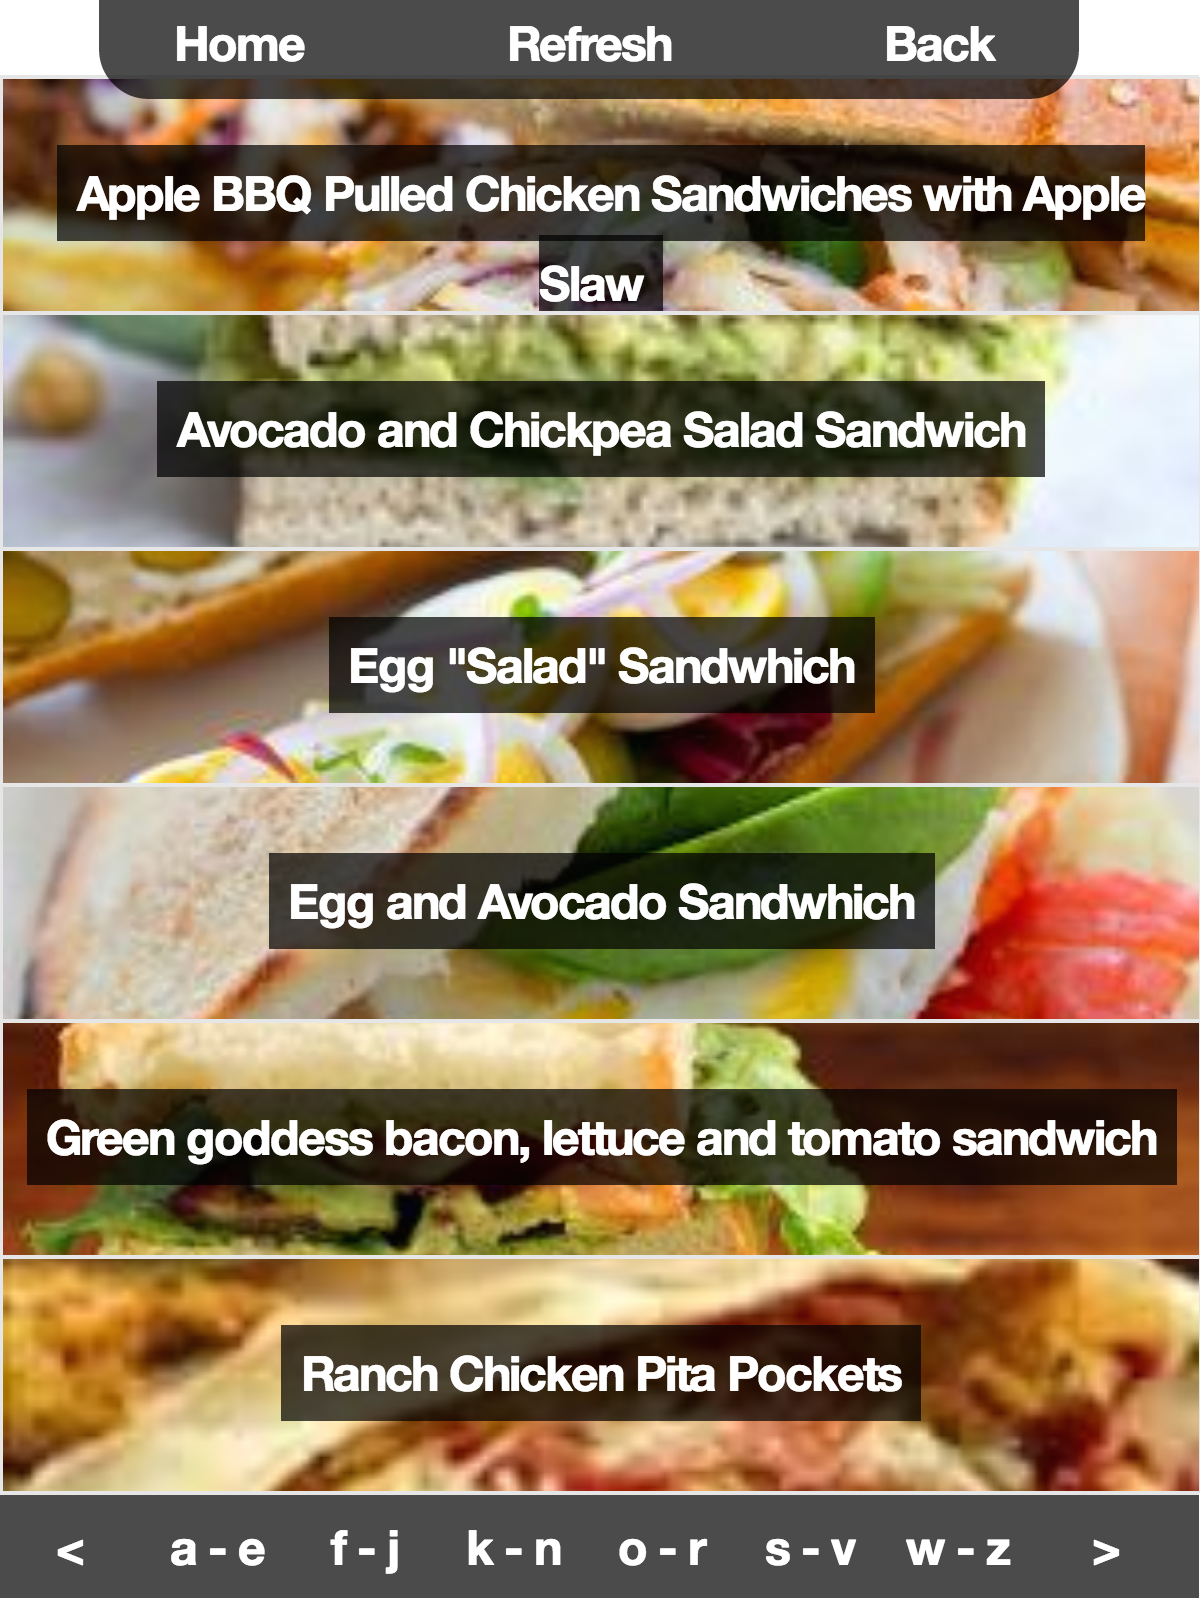 Home Refresh Back
Apple BBQ Pulled Chicken Sandwiches with Apple
Slaw
Avocado and Chickpea Salad Sandwich
Egg "Salad" Sandwhich
Egg and Avocado Sandwhich
Green goddess bacon, lettuce and tomato sandwich
Ranch Chicken Pita Pockets
< a - e f - j k - n o - r s - v w - z >